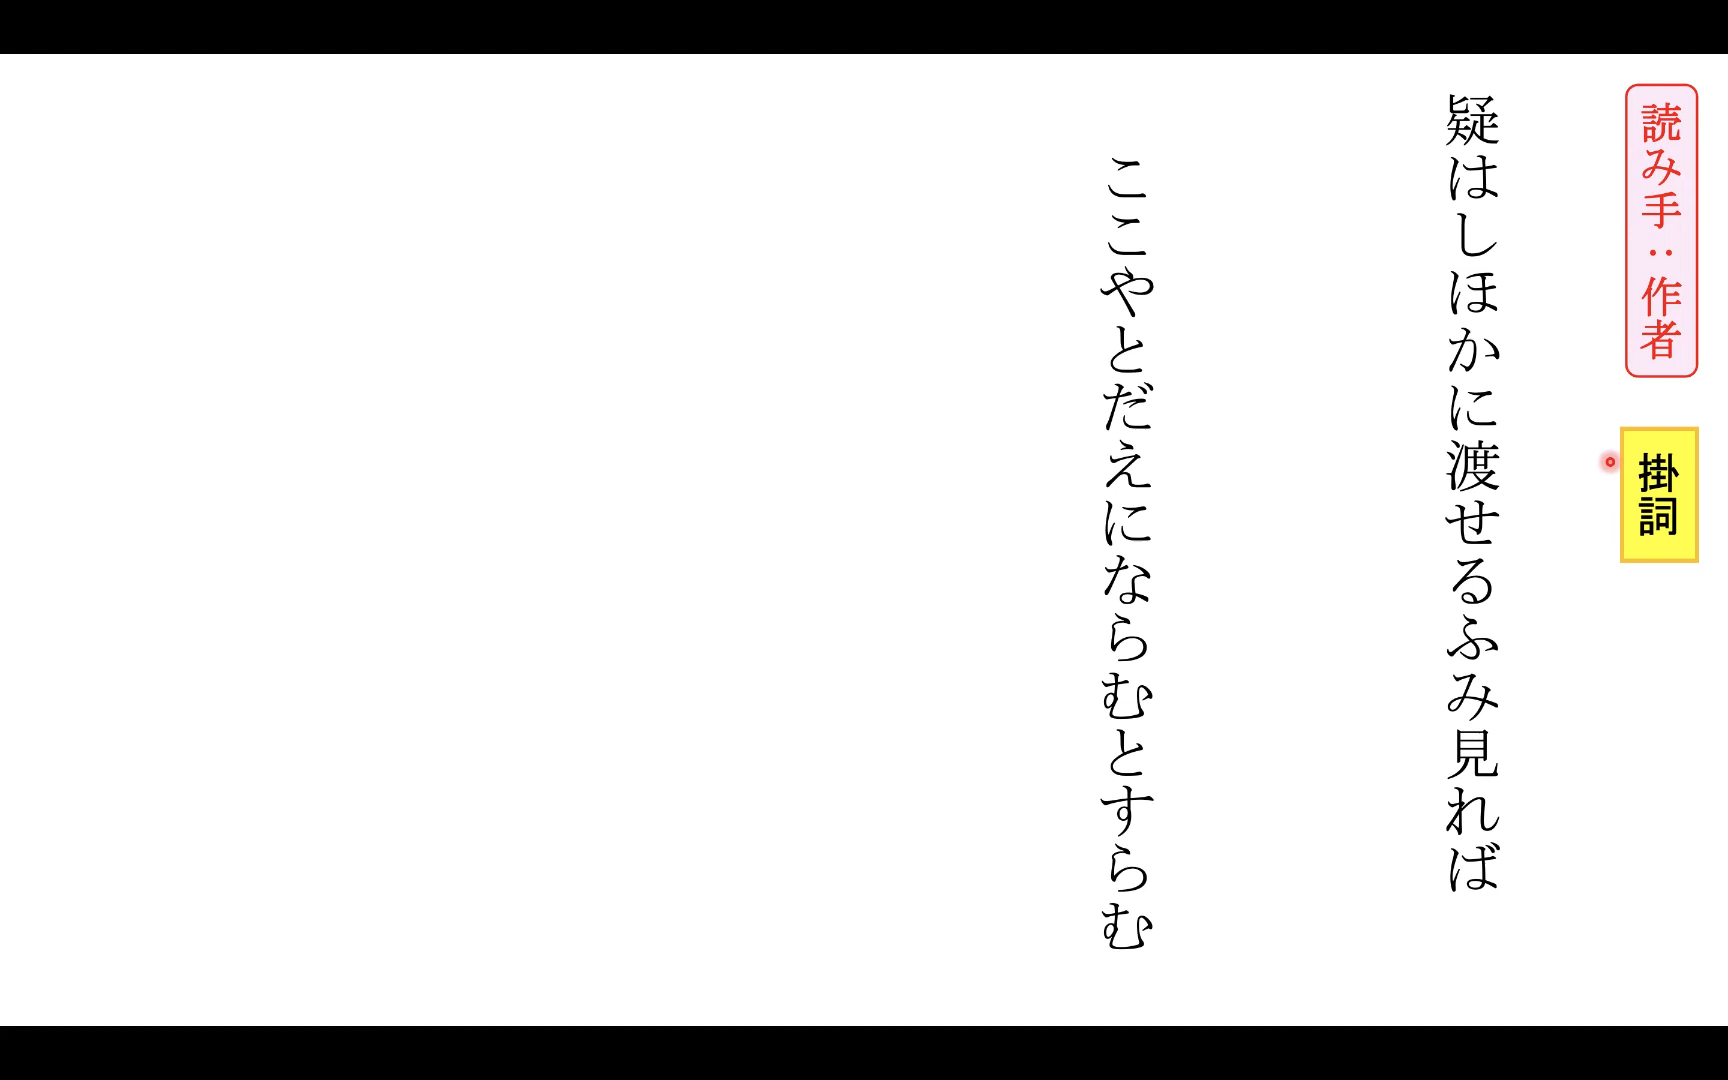 読み手：作者
掛詞
疑はしほかに渡せるふみ見れば
ここやとだえにならむとすらむ